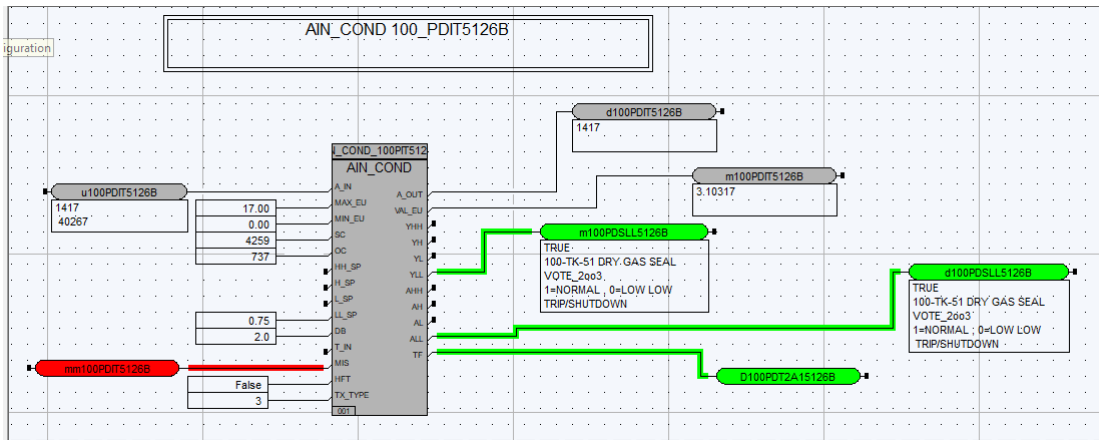 AIN_COND 100_PDIT5126B
iguration
d100PDIT5126B
1417
N_COND_100PIT512
AIN_COND
m100PDIT5126B
3.10317
u100PDIT5126B
1417
40267
A_IN
MAX_EU
MIN_EU
SC
OC
HH_SP
H_SP
L_SP
LL_SP
DB
T_IN
MIS
HFT
TX_TYPE
001
A_OUT
VAL_EU
YHH
YH
YL
YLL
AHH
AH
AL
ALL
TF
17.00
0.00
4259
737
0.75
2.0
mm100PDIT5126B
False
3
m100PDSLL5126B
TRUE
100-TK-51 DRY GAS SEAL
VOTE_2oo3
1=NORMAL , 0=LOW LOW
TRIP/SHUTDOWN
d100PDSLL5126B
TRUE
100-TK-51 DRY GAS SEAL
VOTE_2oo3
1=NORMAL ; 0=LOW LOW
TRIP/SHUTDOWN
D100PDT2A15126B